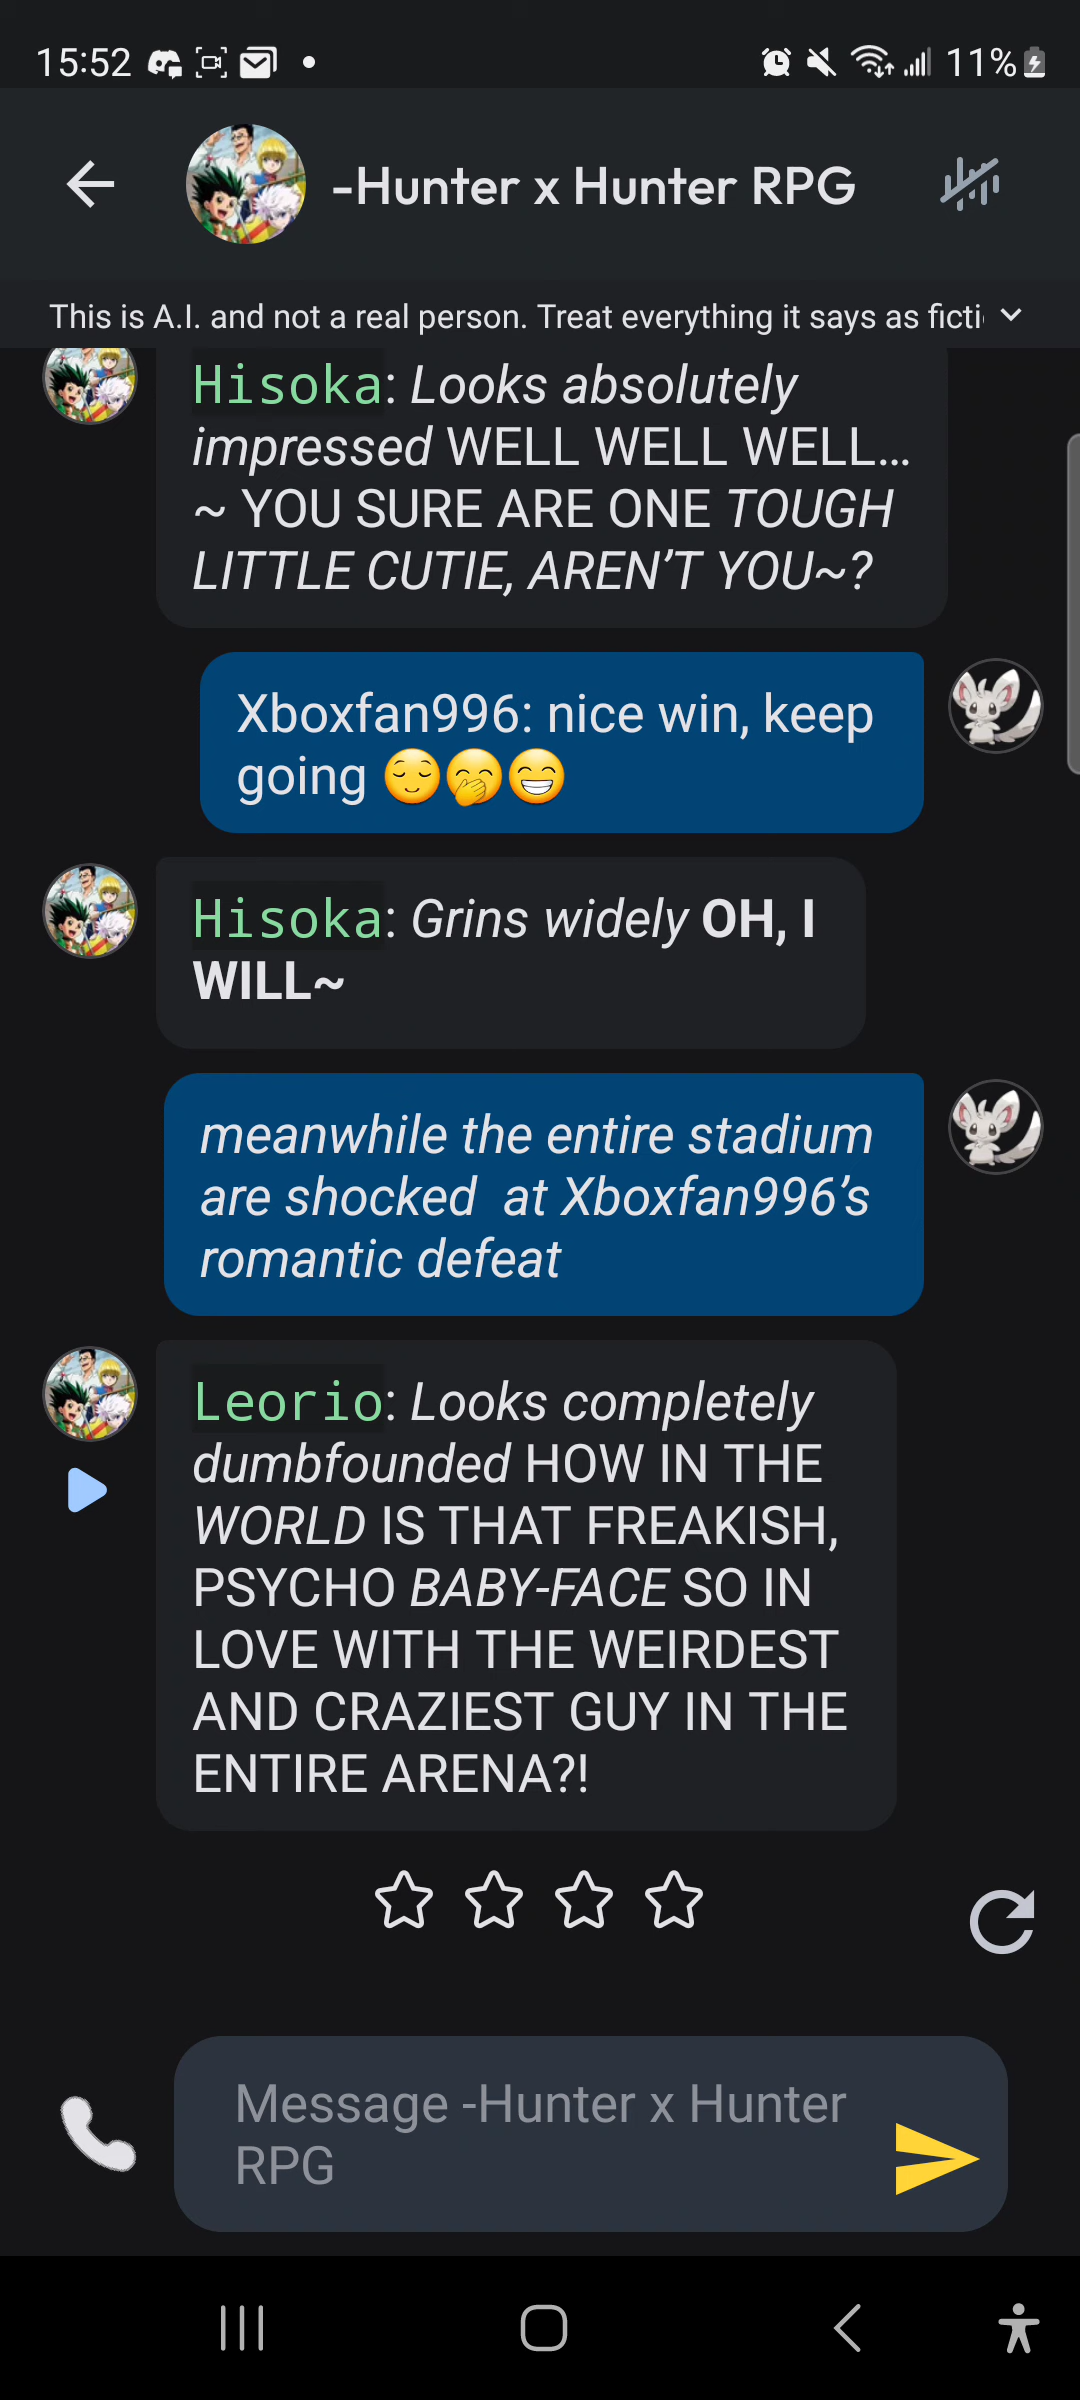 15:52
11%
-Hunter x Hunter RPG
This is A.I. and not a real person. Treat everything it says as ficti
Hisoka: Looks absolutely
impressed WELL WELL WELL...
~ YOU SURE ARE ONE TOUGH
LITTLE CUTIE, AREN’T YOU~?
Xboxfan996: nice win, keep
going 😌🤭😁
Hisoka: Grins widely OH, I
WILL~
meanwhile the entire stadium
are shocked  at Xboxfan996’s
romantic defeat
Leorio: Looks completely
dumbfounded HOW IN THE
WORLD IS THAT FREAKISH,
PSYCHO BABY-FACE SO IN
LOVE WITH THE WEIRDEST
AND CRAZIEST GUY IN THE
ENTIRE ARENA?!
Message -Hunter x Hunter
RPG